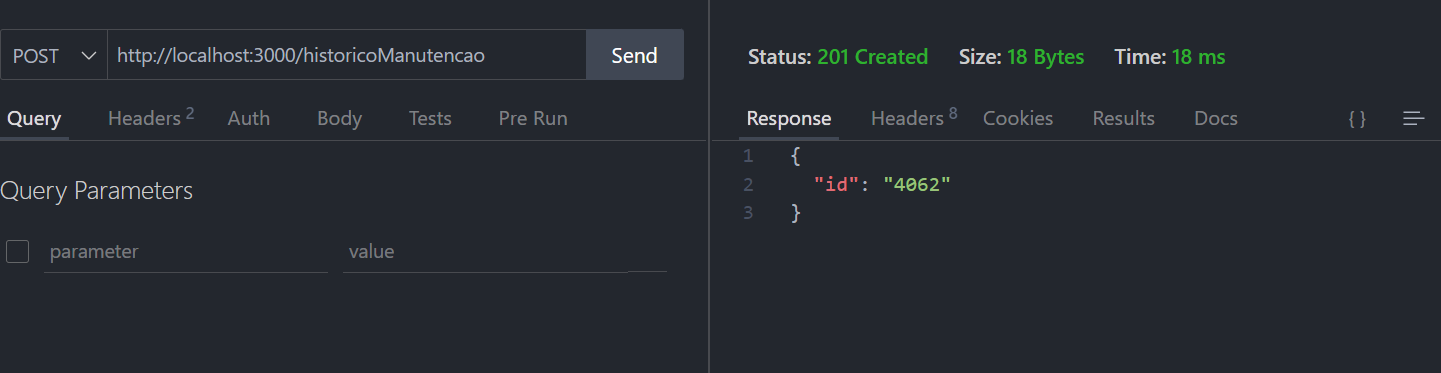 POST http://localhost:3000/historicoManutencao Send
Query Headers 2 Auth Body Tests Pre Run
Query Parameters
parameter value
Status: 201 Created Size: 18 Bytes Time: 18 ms
Response Headers 8 Cookies Results Docs { }
1 {
2 "id": "4062"
3 }